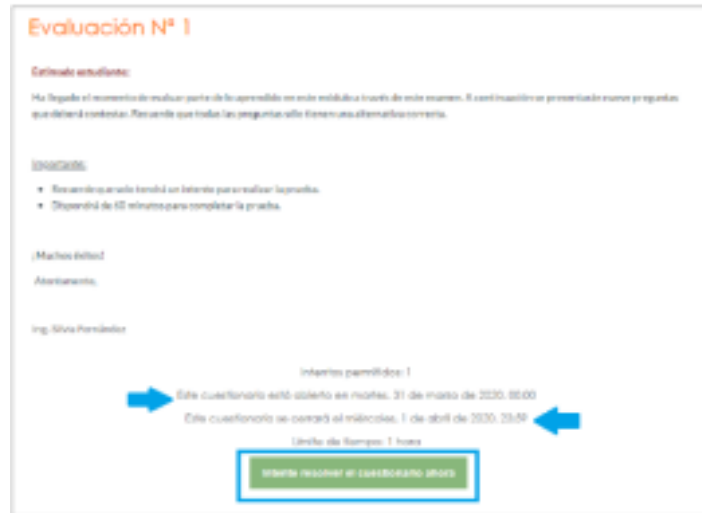 Evaluación Nº 1
Estimado estudiante:
Ha llegado el momento de evaluar parte de lo aprendido en este módulo a través de este examen. A continuación se presentarán nueve preguntas
que deberá contestar. Recuerde que todas las preguntas sólo tienen una alternativa correcta.
Importante:
• Recuerde que solo tendrá un intento para realizar la prueba.
• Dispondrá de 60 minutos para completar la prueba.
¡Muchos éxitos!
Atentamente,
Ing. Silvia Fernández
Intentos permitidos: 1
Este cuestionario está abierto en martes, 31 de marzo de 2020, 00:00
Este cuestionario se cerrará el miércoles, 1 de abril de 2020, 23:59
Límite de tiempo: 1 hora
Intente resolver el cuestionario ahora